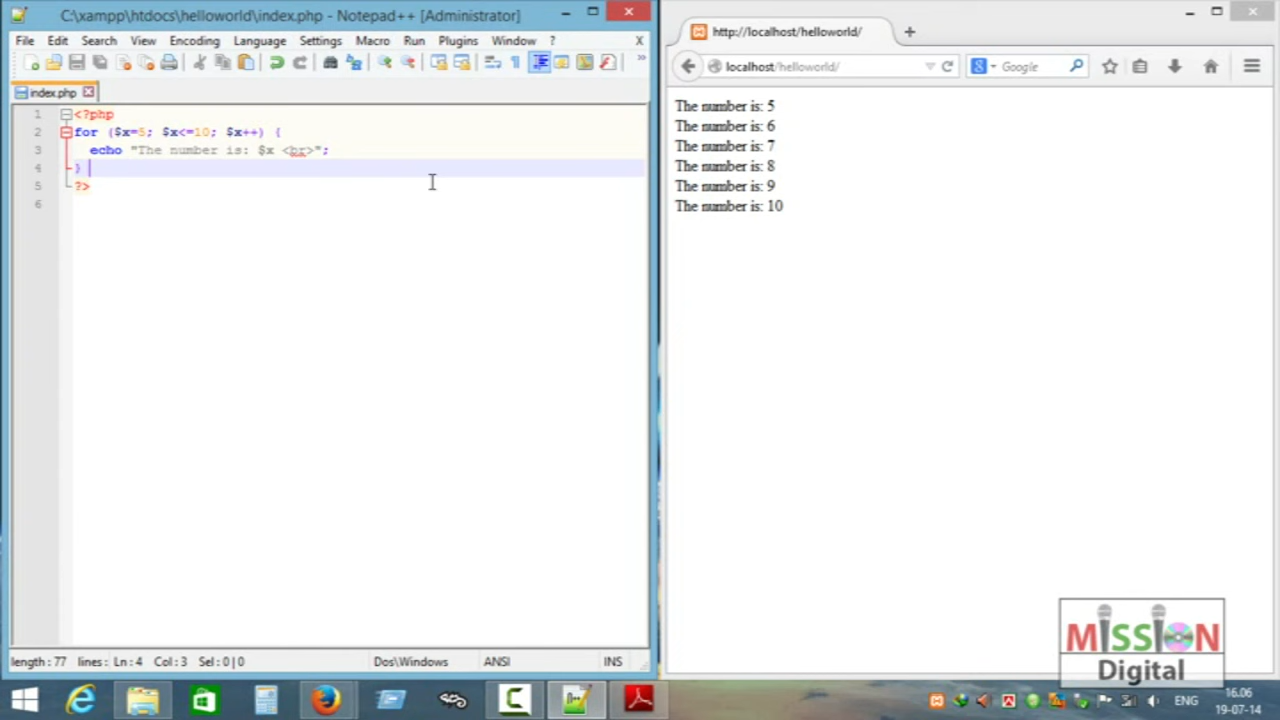 C:\xampp\htdocs\helloworld\index.php - Notepad++ [Administrator]
File Edit Search View Encoding Language Settings Macro Run Plugins Window ? X
index.php
1 <?php
2 for ($x=5; $x<=10; $x++) {
3 echo "The number is: $x <br>";
4 }
5 ?>
6
length : 77 lines : Ln : 4 Col : 3 Sel : 0 | 0 Dos\Windows ANSI INS
http://localhost/helloworld/
localhost/helloworld/
Google
The number is: 5
The number is: 6
The number is: 7
The number is: 8
The number is: 9
The number is: 10
MISSION
Digital
ENG
16.06
19-07-14